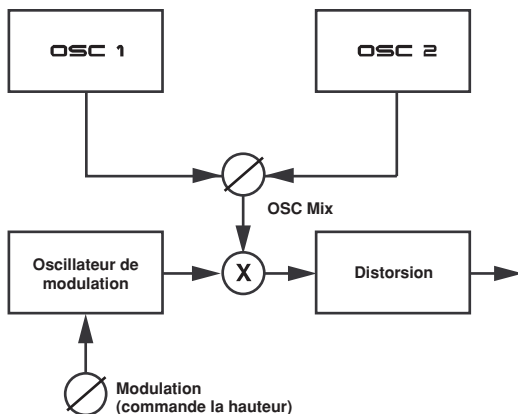 OSC 1
OSC 2
OSC Mix
Oscillateur de
modulation
X
Distorsion
Modulation
(commande la hauteur)